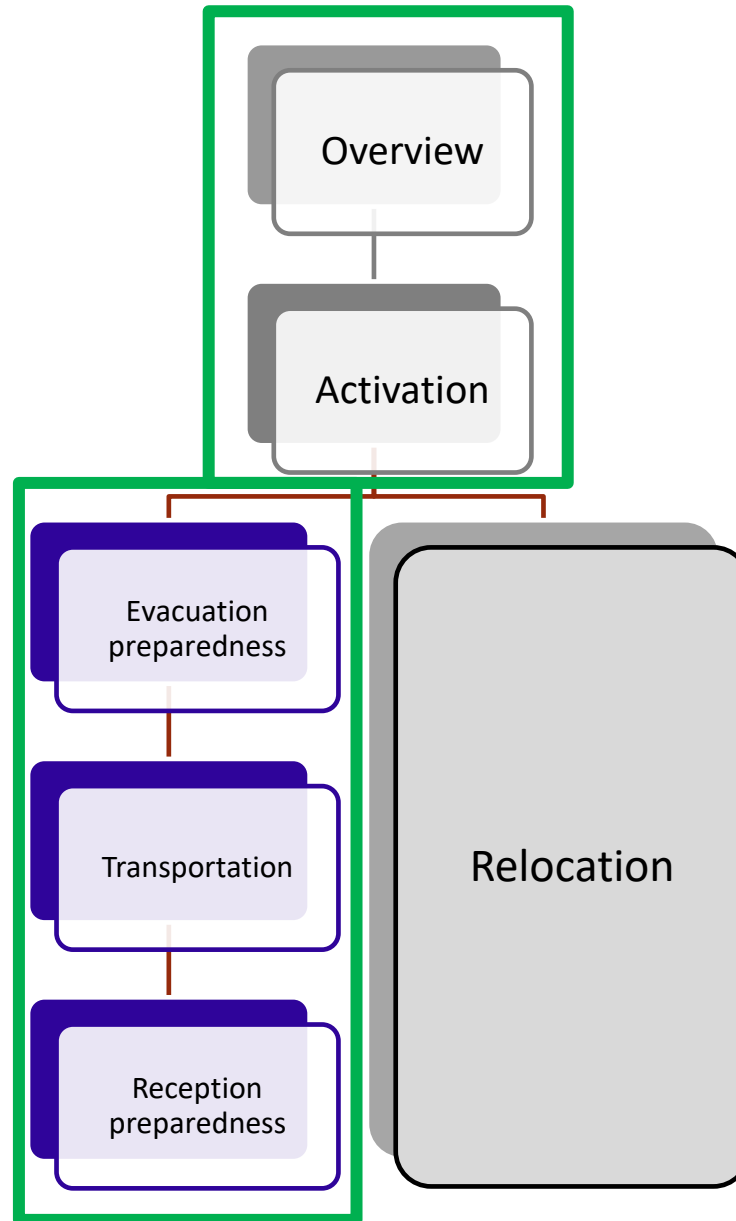 Overview
Activation
Evacuation
preparedness
Transportation
Reception
preparedness
Relocation